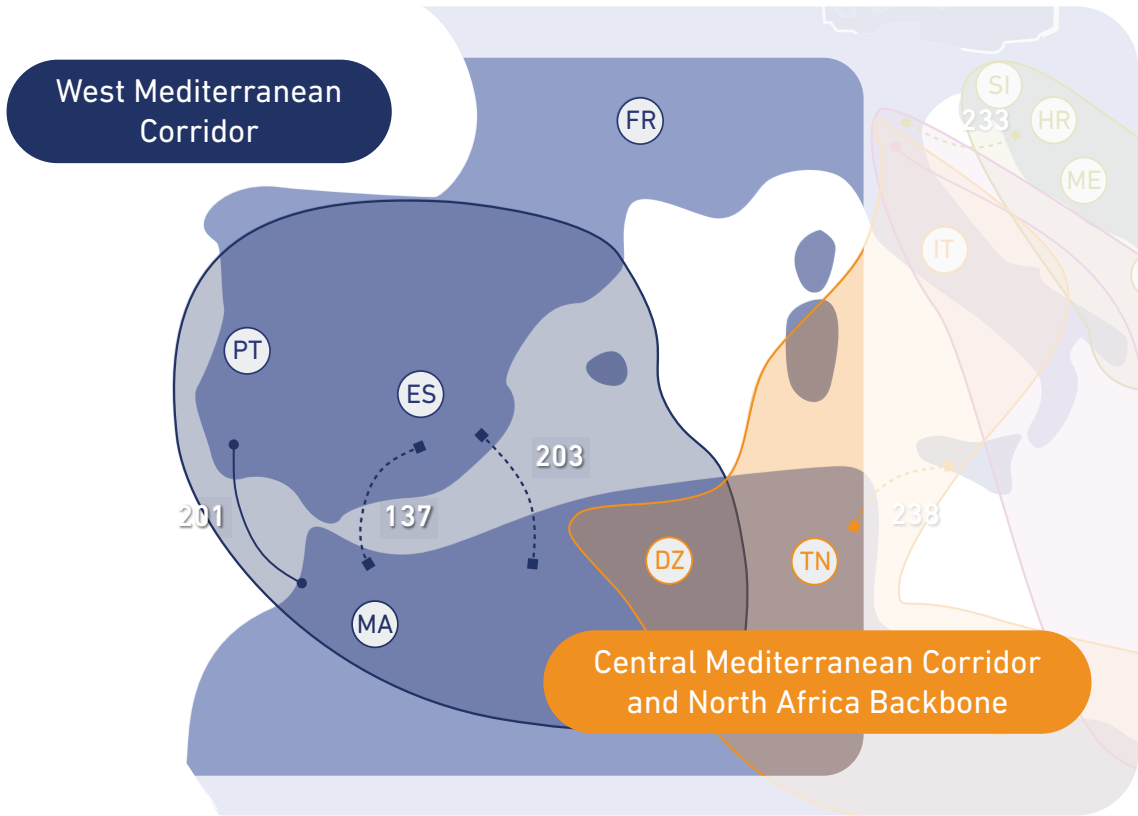 West Mediterranean
Corridor
FR
SI
233
HR
ME
IT
PT
ES
203
201
137
238
DZ
TN
MA
Central Mediterranean Corridor
and North Africa Backbone